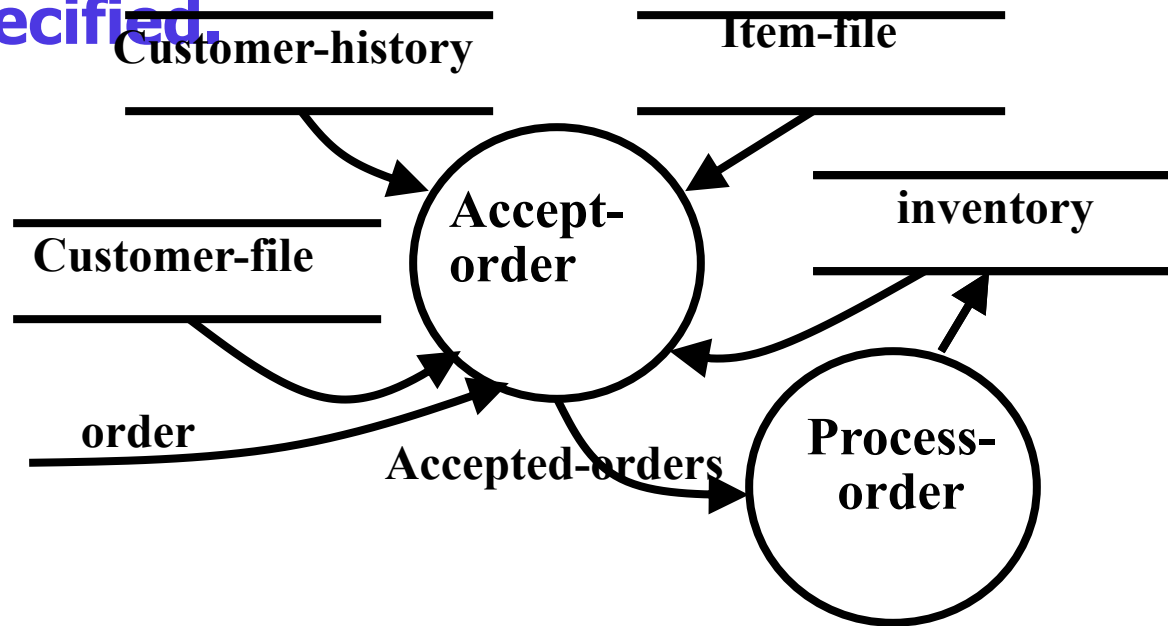 ecified.
Customer-history
Item-file
Accept-
order
inventory
Customer-file
order
Accepted-orders
Process-
order